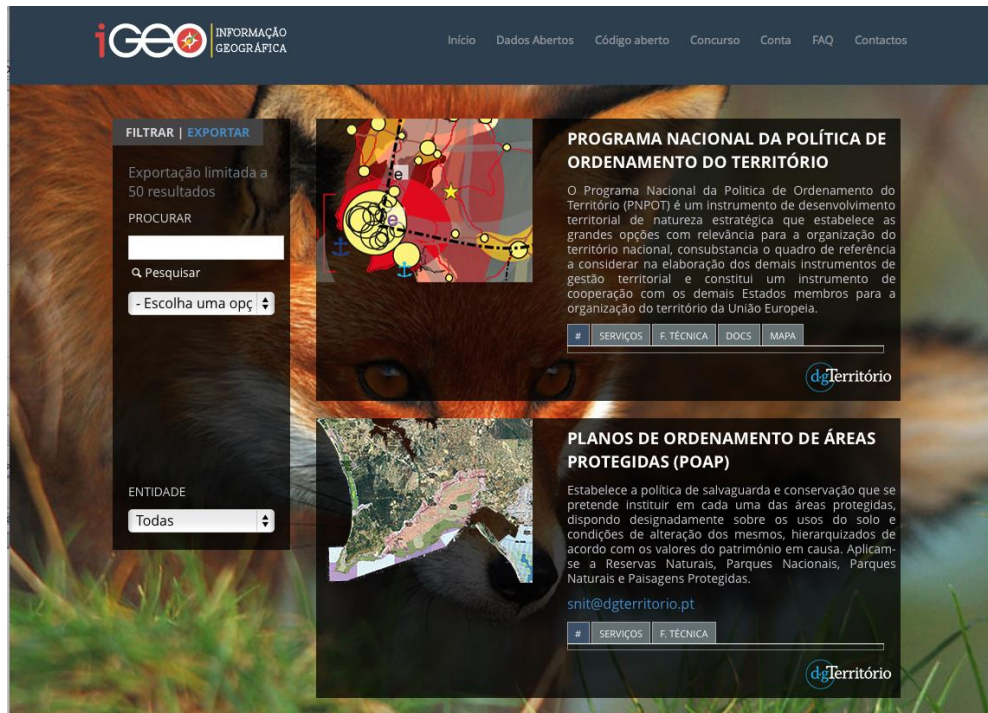 iGEO INFORMAÇÃO
GEOGRÁFICA
Início Dados Abertos Código aberto Concurso Conta FAQ Contactos
FILTRAR | EXPORTAR
Exportação limitada a
50 resultados
PROCURAR
Pesquisar
- Escolha uma opç
ENTIDADE
Todas
e
e
PROGRAMA NACIONAL DA POLÍTICA DE
ORDENAMENTO DO TERRITÓRIO
O Programa Nacional da Politica de Ordenamento do
Território (PNPOT) é um instrumento de desenvolvimento
territorial de natureza estratégica que estabelece as
grandes opções com relevância para a organização do
território nacional, consubstancia o quadro de referência
a considerar na elaboração dos demais instrumentos de
gestão territorial e constitui um instrumento de
cooperação com os demais Estados membros para a
organização do território da União Europeia.
# SERVIÇOS F. TÉCNICA DOCS MAPA
dgTerritório
PLANOS DE ORDENAMENTO DE ÁREAS
PROTEGIDAS (POAP)
Estabelece a política de salvaguarda e conservação que se
pretende instituir em cada uma das áreas protegidas,
dispondo designadamente sobre os usos do solo e
condições de alteração dos mesmos, hierarquizados de
acordo com os valores do património em causa. Aplicam-
se a Reservas Naturais, Parques Nacionais, Parques
Naturais e Paisagens Protegidas.
snit@dgterritorio.pt
# SERVIÇOS F. TÉCNICA
dgTerritório